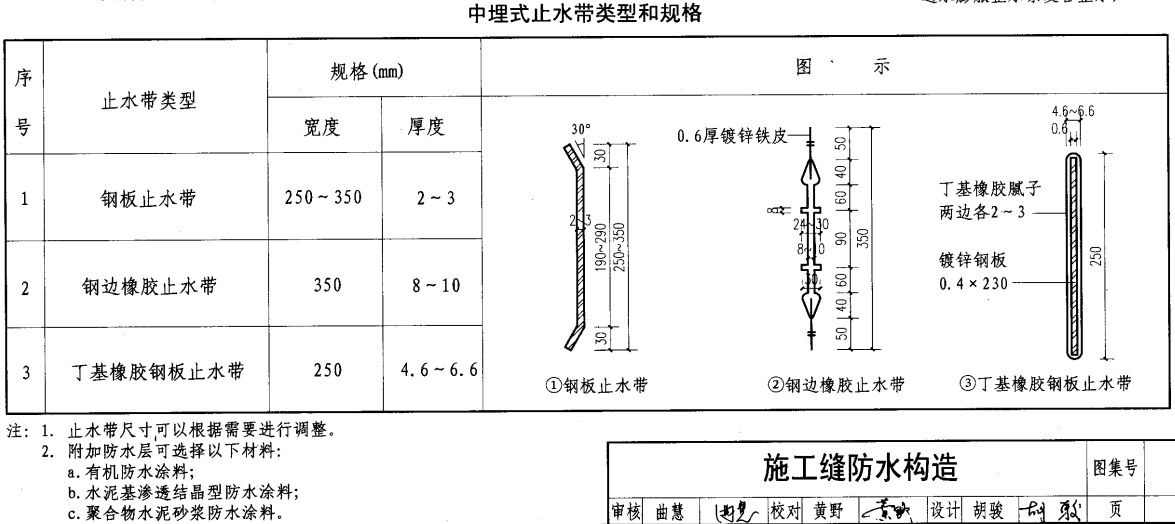 中埋式止水带类型和规格
序号 止水带类型 规格(mm) 图示
宽度 厚度
1 钢板止水带 250~350 2~3
2 钢边橡胶止水带 350 8~10
3 丁基橡胶钢板止水带 250 4.6~6.6
30°
30
2~3
190~290
250~350
30
①钢板止水带
0.6厚镀锌铁皮
50
40
60
8
24~30
8~10
90
350
30
60
40
50
②钢边橡胶止水带
4.6~6.6
0.6
丁基橡胶腻子
两边各2~3
镀锌钢板
0.4×230
250
③丁基橡胶钢板止水带
注: 1. 止水带尺寸可以根据需要进行调整。
2. 附加防水层可选择以下材料:
a.有机防水涂料;
b.水泥基渗透结晶型防水涂料;
c.聚合物水泥砂浆防水涂料。
施工缝防水构造 图集号
审核 曲慧 校对 黄野 黄野 设计 胡骏 页